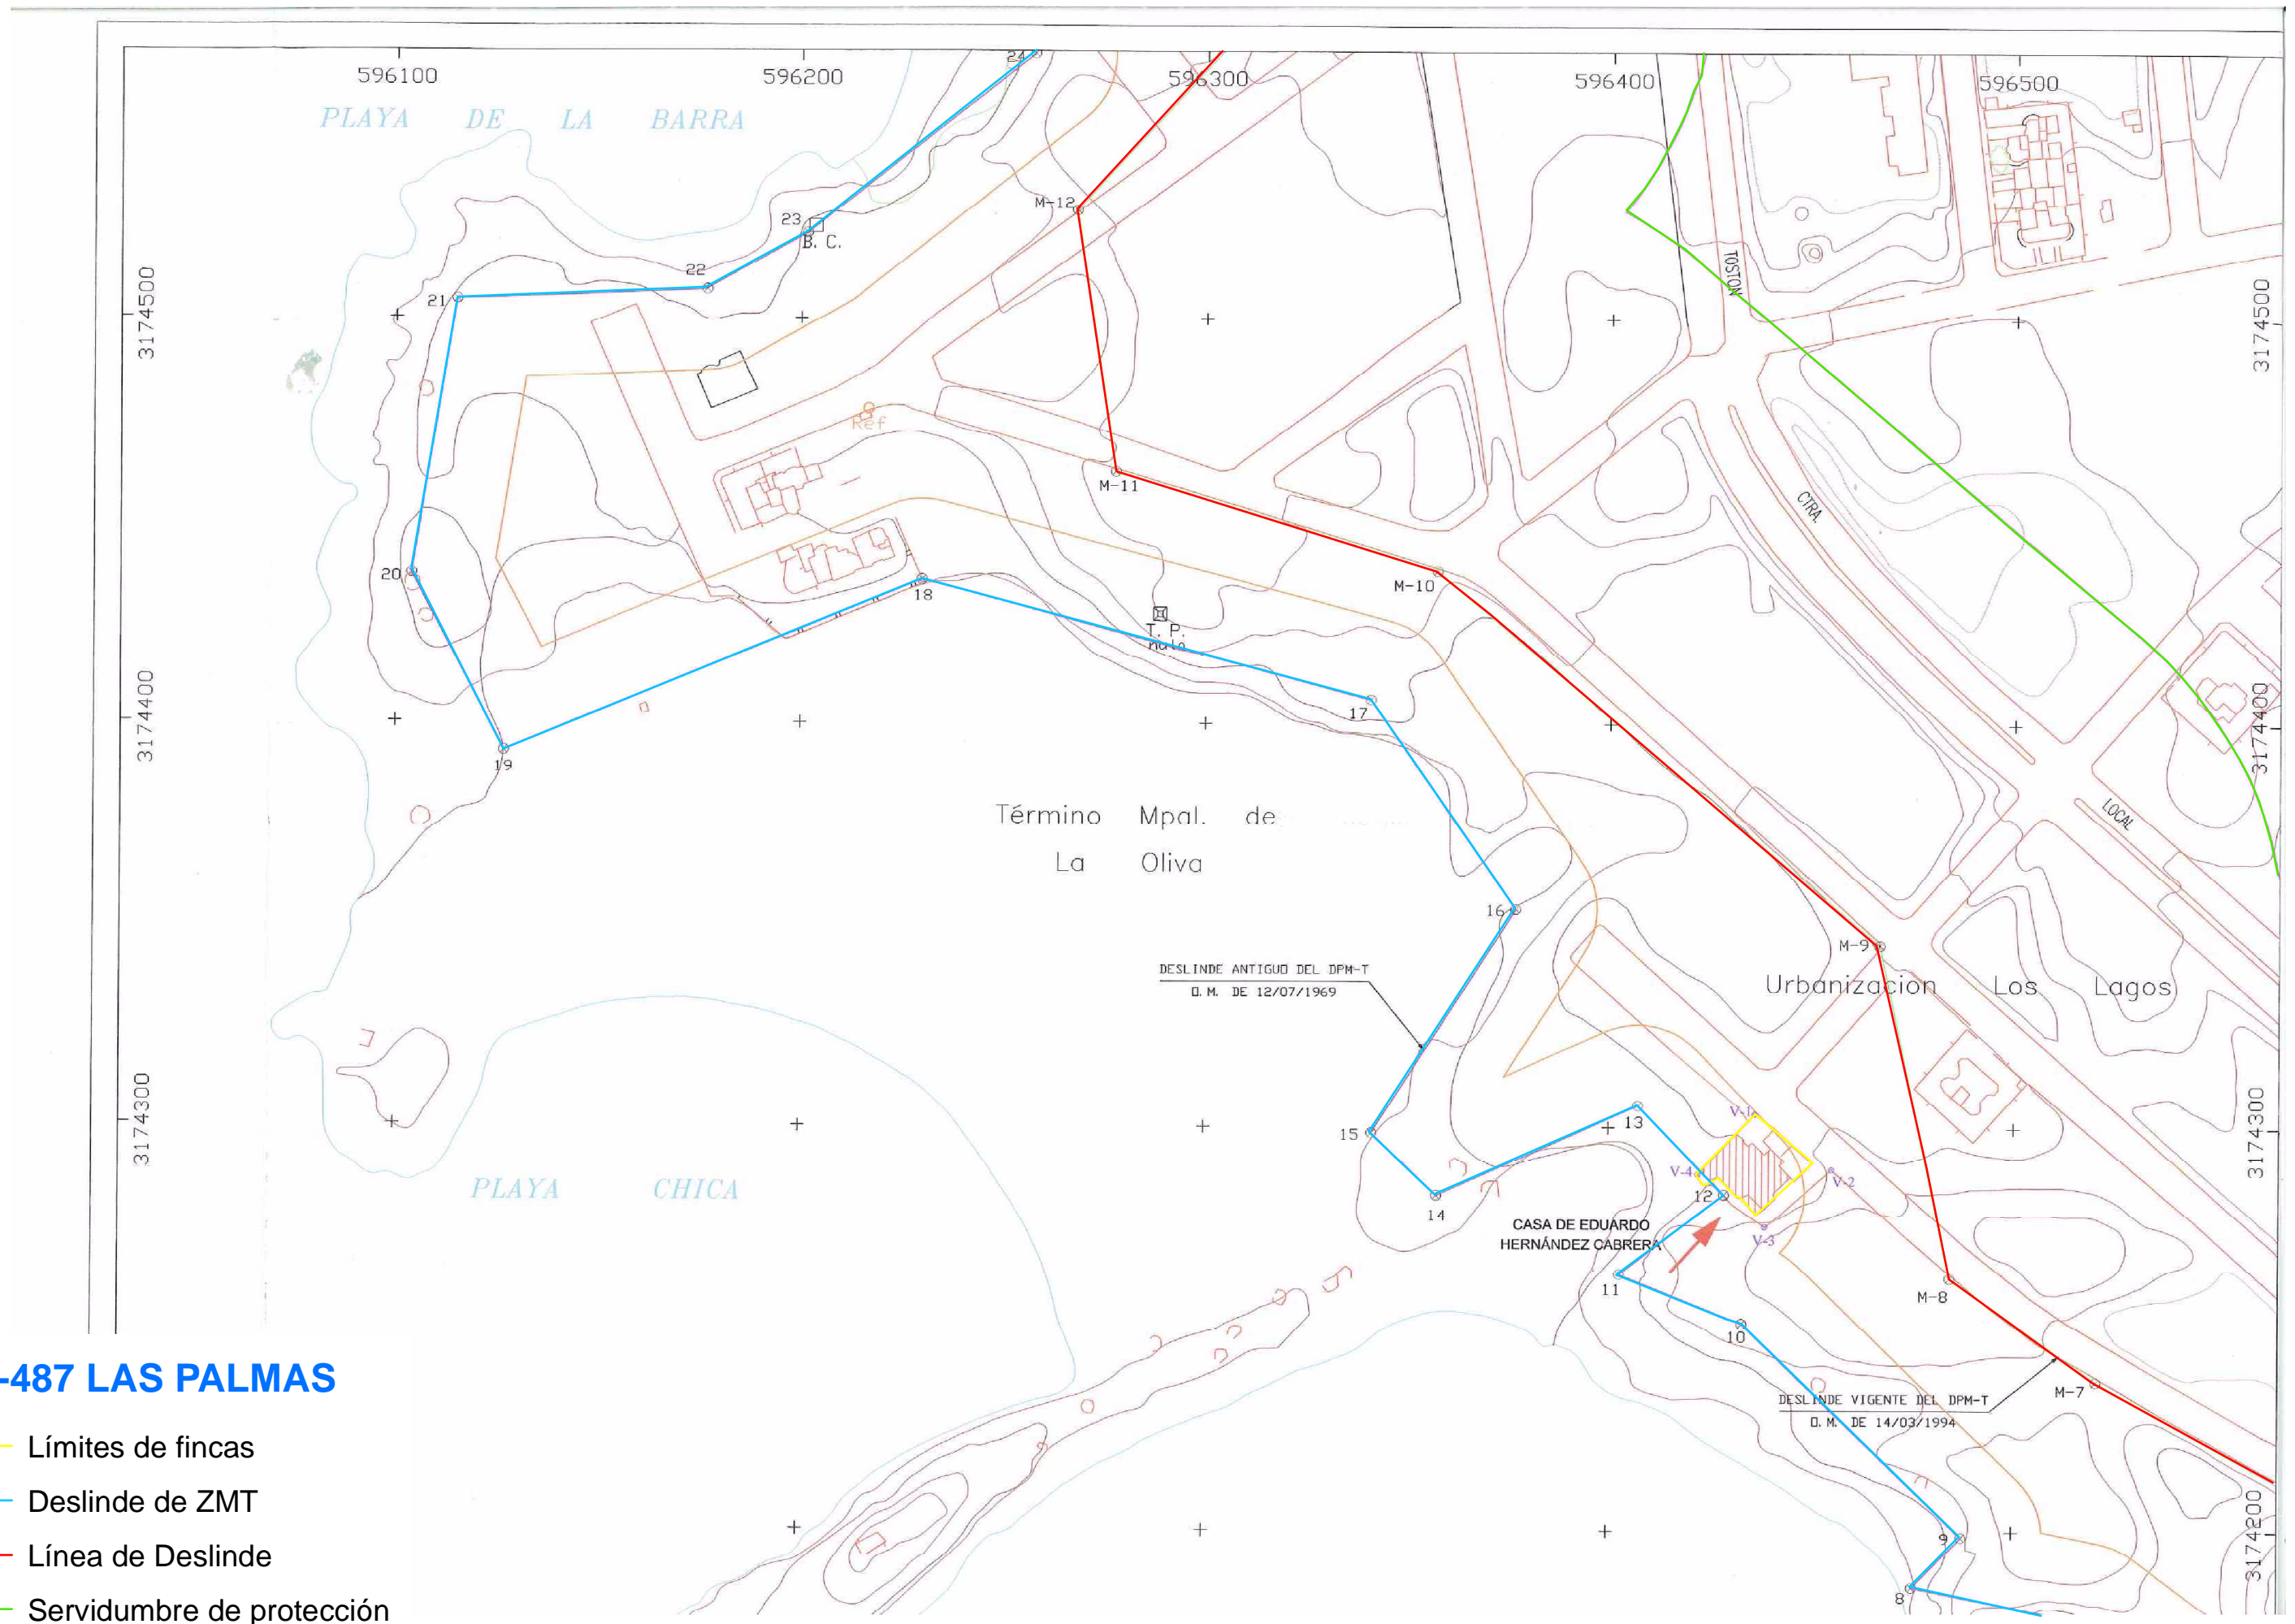 596100
596200
596300
596400
596500
24
PLAYA DE LA BARRA
M-12
23
B. C.
22
21
TOSTON
3174500
3174500
Ref
M-11
CTRA.
20
M-10
18
T. P.
17
3174400
3174400
19
Término Mpal. de
La Oliva
LOCAL
16
M-9
DESLINDE ANTIGUO DEL DPM-T
O. M. DE 12/07/1969
Urbanizacion Los Lagos
3174300
3174300
V-1
13
15
V-4
V-2
12
PLAYA CHICA
14
CASA DE EDUARDO
HERNÁNDEZ CABRERA
V-3
11
M-8
10
M-7
DESLINDE VIGENTE DEL DPM-T
O. M. DE 14/03/1994
-487 LAS PALMAS
Límites de fincas
Deslinde de ZMT
Línea de Deslinde
Servidumbre de protección
9
3174200
8